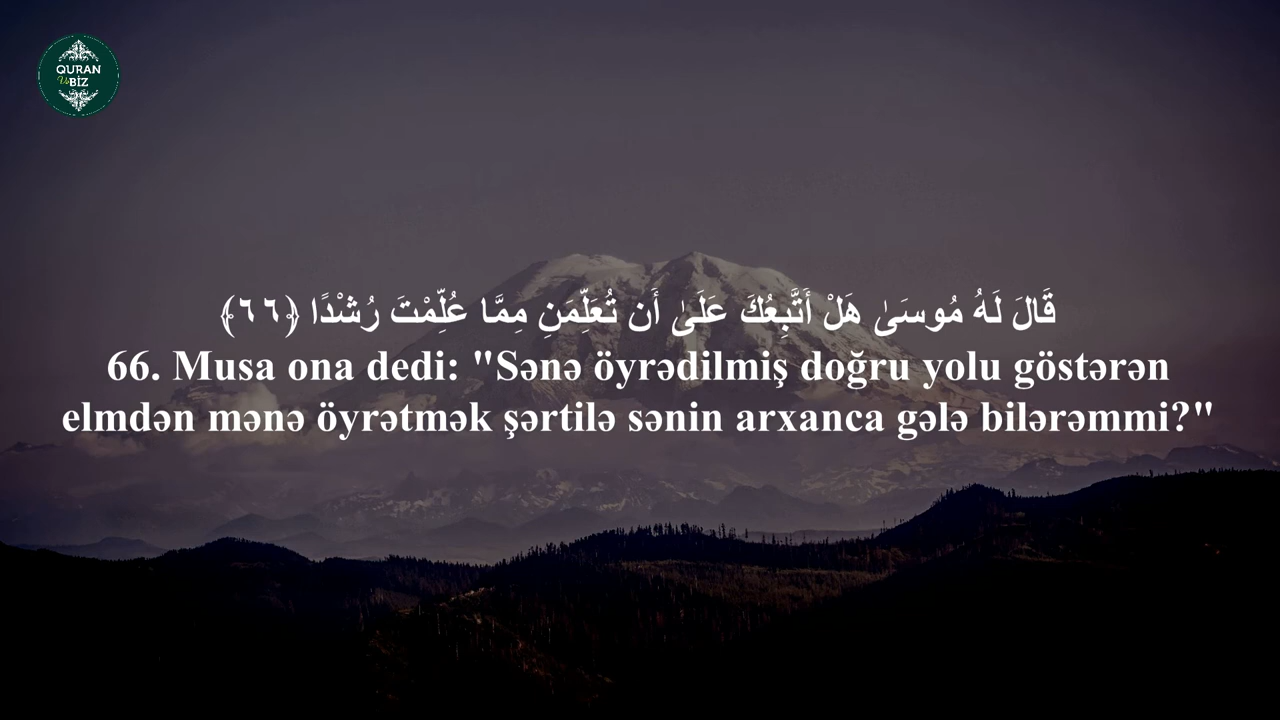 QURAN
Və BİZ
قَالَ لَهُ مُوسَىٰ هَلْ أَتَّبِعُكَ عَلَىٰ أَن تُعَلِّمَنِ مِمَّا عُلِّمْتَ رُشْدًا ﴿٦٦﴾
66. Musa ona dedi: "Sənə öyrədilmiş doğru yolu göstərən
elmdən mənə öyrətmək şərtilə sənin arxanca gələ bilərəmmi?"